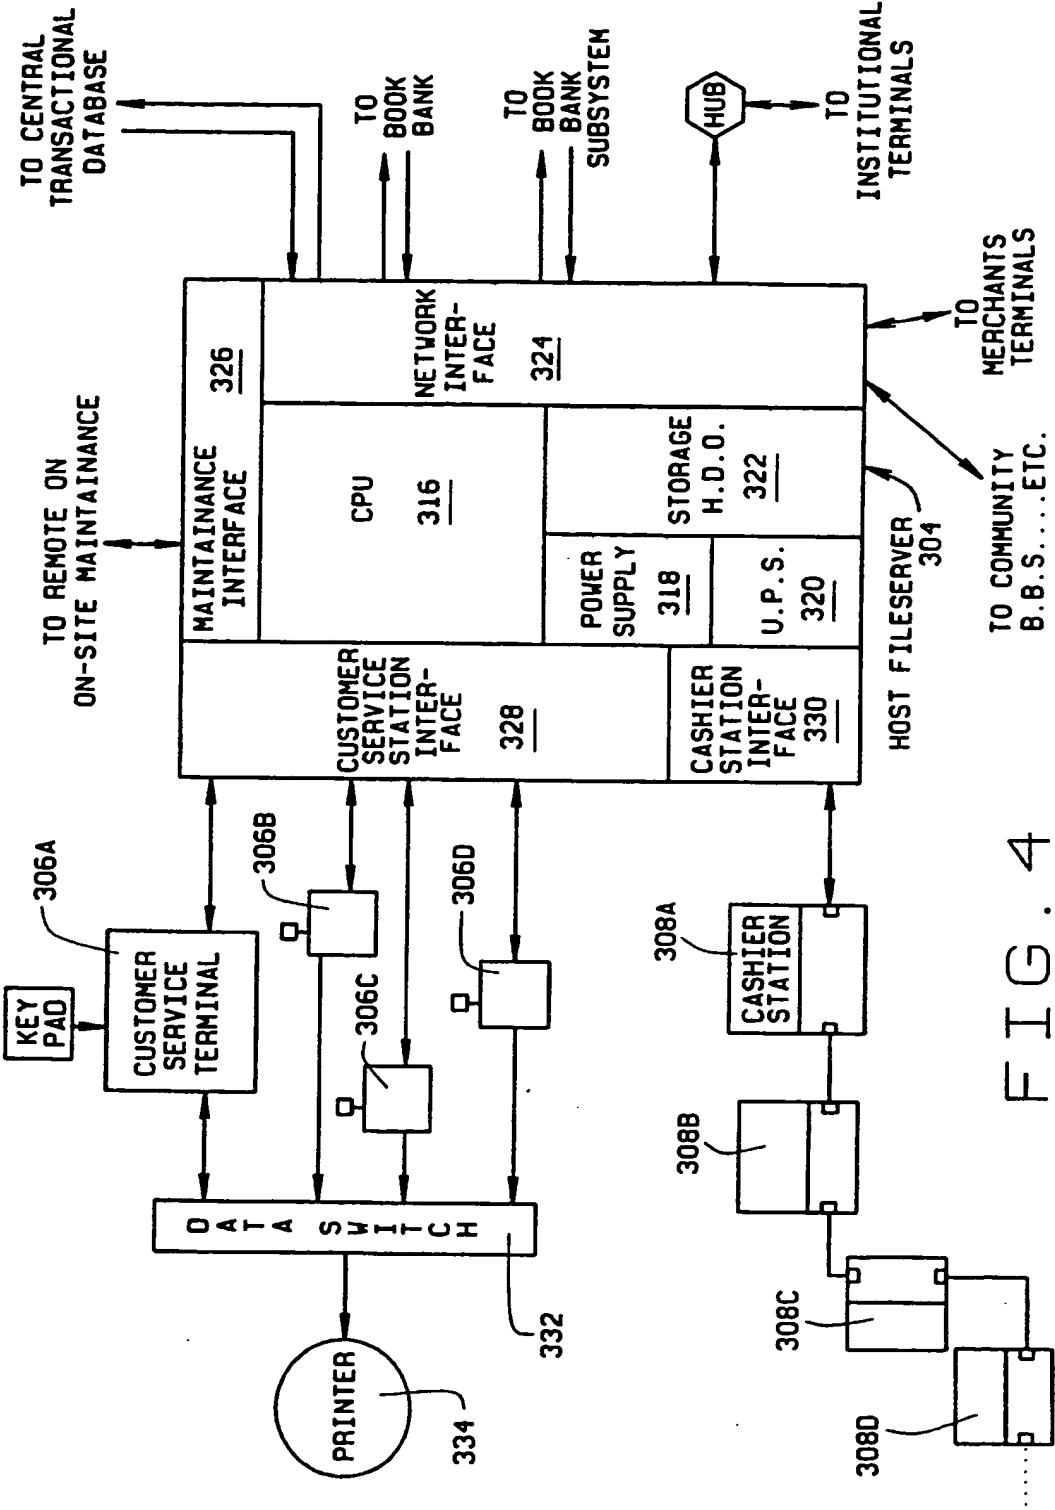 TO CENTRAL
TRANSACTIONAL
DATABASE
TO
BOOK
BANK
TO
BOOK
BANK
SUBSYSTEM
HUB
TO
INSTITUTIONAL
TERMINALS
TO REMOTE ON
ON-SITE MAINTAINANCE
MAINTAINANCE
INTERFACE
326
NETWORK
INTER-
FACE
324
CPU
316
STORAGE
H.D.D.
322
POWER
SUPPLY
318
U.P.S.
320
TO
MERCHANTS
TERMINALS
TO COMMUNITY
B.B.S.....ETC.
HOST FILESERVER
304
CUSTOMER
SERVICE
STATION
INTER-
FACE
328
CASHIER
STATION
INTER-
FACE
330
306A
KEY
PAD
CUSTOMER
SERVICE
TERMINAL
306B
306C
306D
DATA SWITCH
332
PRINTER
334
308A
CASHIER
STATION
308B
308C
308D
FIG. 4